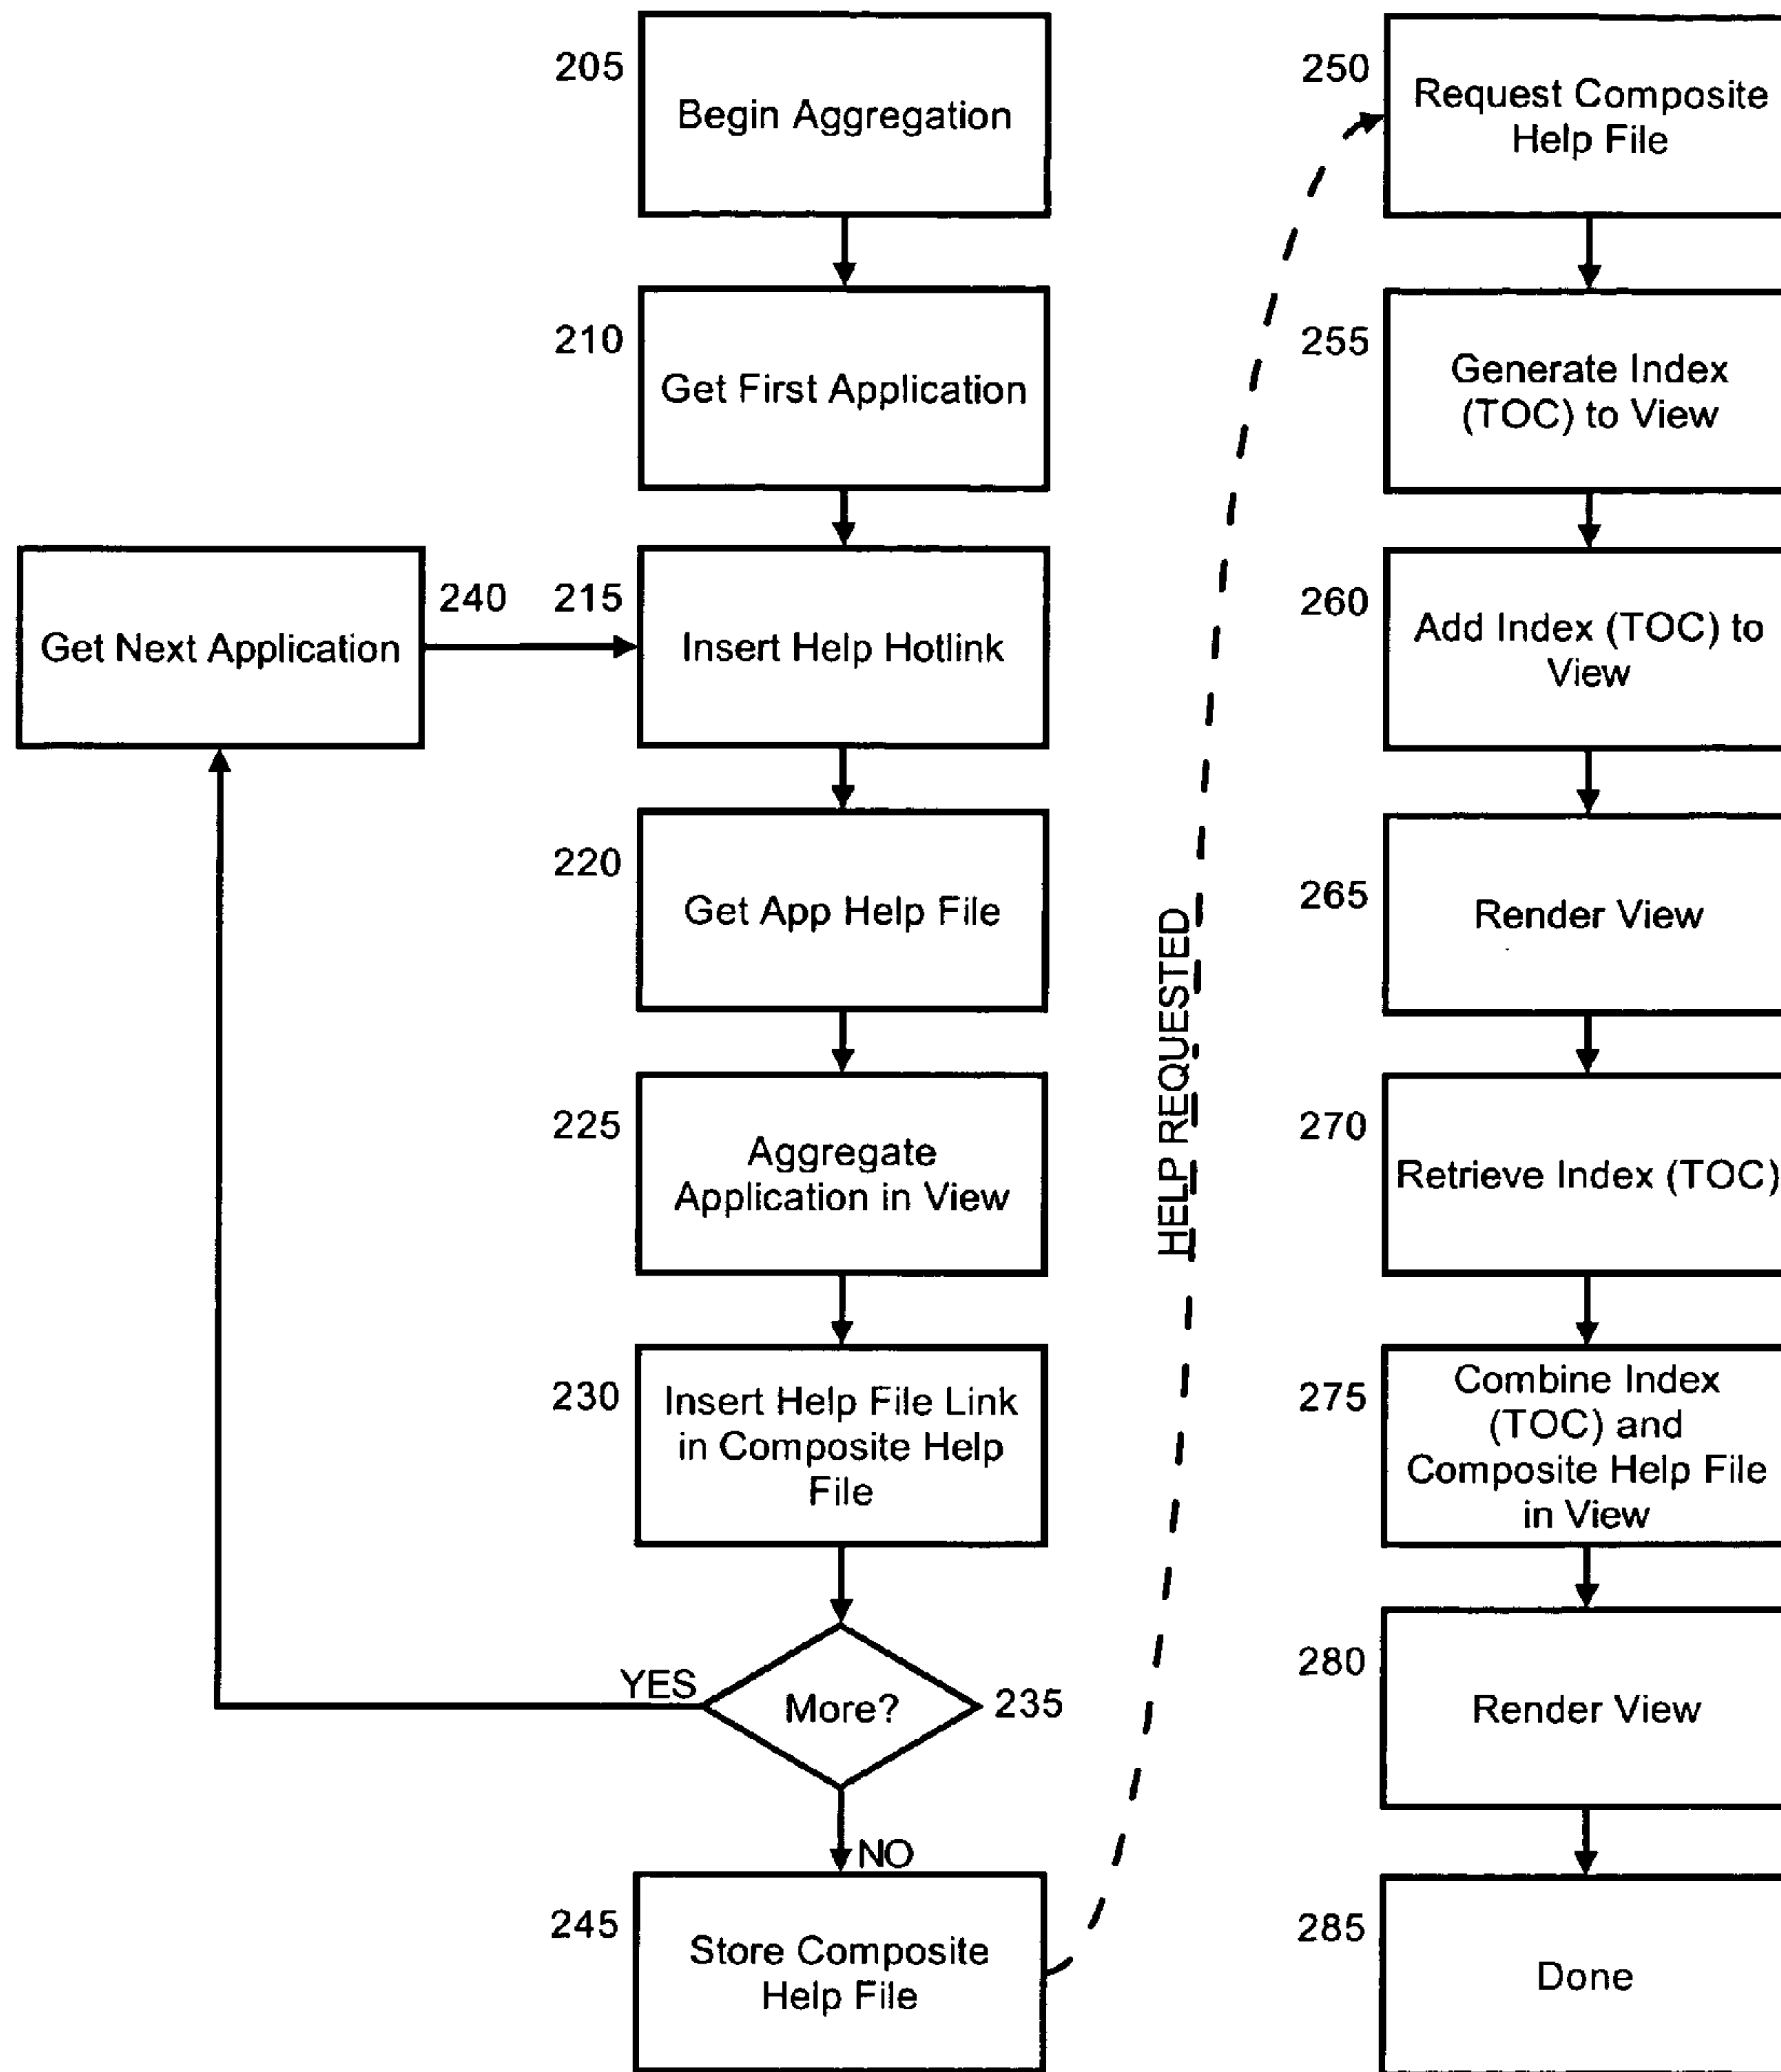 205
Begin Aggregation
210
Get First Application
Get Next Application
240
215
Insert Help Hotlink
220
Get App Help File
225
Aggregate
Application in View
230
Insert Help File Link
in Composite Help
File
YES
More?
235
NO
245
Store Composite
Help File
HELP REQUESTED
250
Request Composite
Help File
255
Generate Index
(TOC) to View
260
Add Index (TOC) to
View
265
Render View
270
Retrieve Index (TOC)
275
Combine Index
(TOC) and
Composite Help File
in View
280
Render View
285
Done